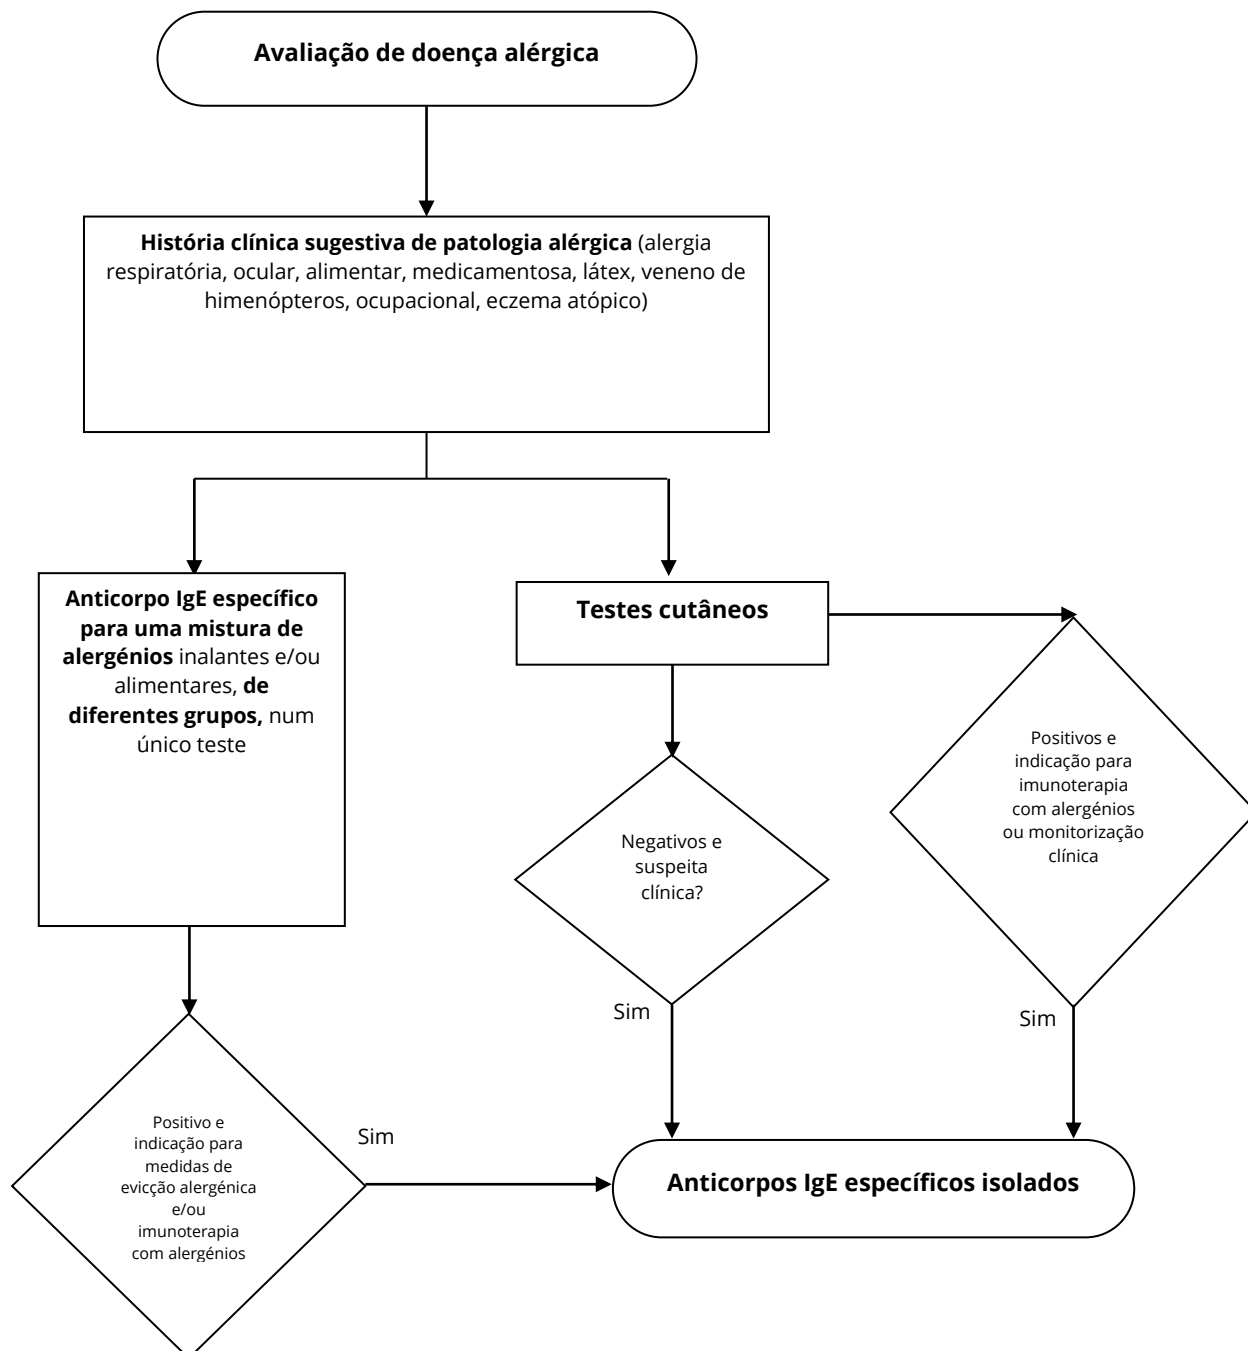 Avaliação de doença alérgica
História clínica sugestiva de patologia alérgica (alergia
respiratória, ocular, alimentar, medicamentosa, látex, veneno de
himenópteros, ocupacional, eczema atópico)
Anticorpo IgE específico
para uma mistura de
alergénios inalantes e/ou
alimentares, de
diferentes grupos, num
único teste
Testes cutâneos
Positivos e
indicação para
imunoterapia
com alergénios
ou monitorização
clínica
Negativos e
suspeita
clínica?
Sim
Sim
Positivo e
indicação para
medidas de
evicção alergénica
e/ou
imunoterapia
com alergénios
Sim
Anticorpos IgE específicos isolados